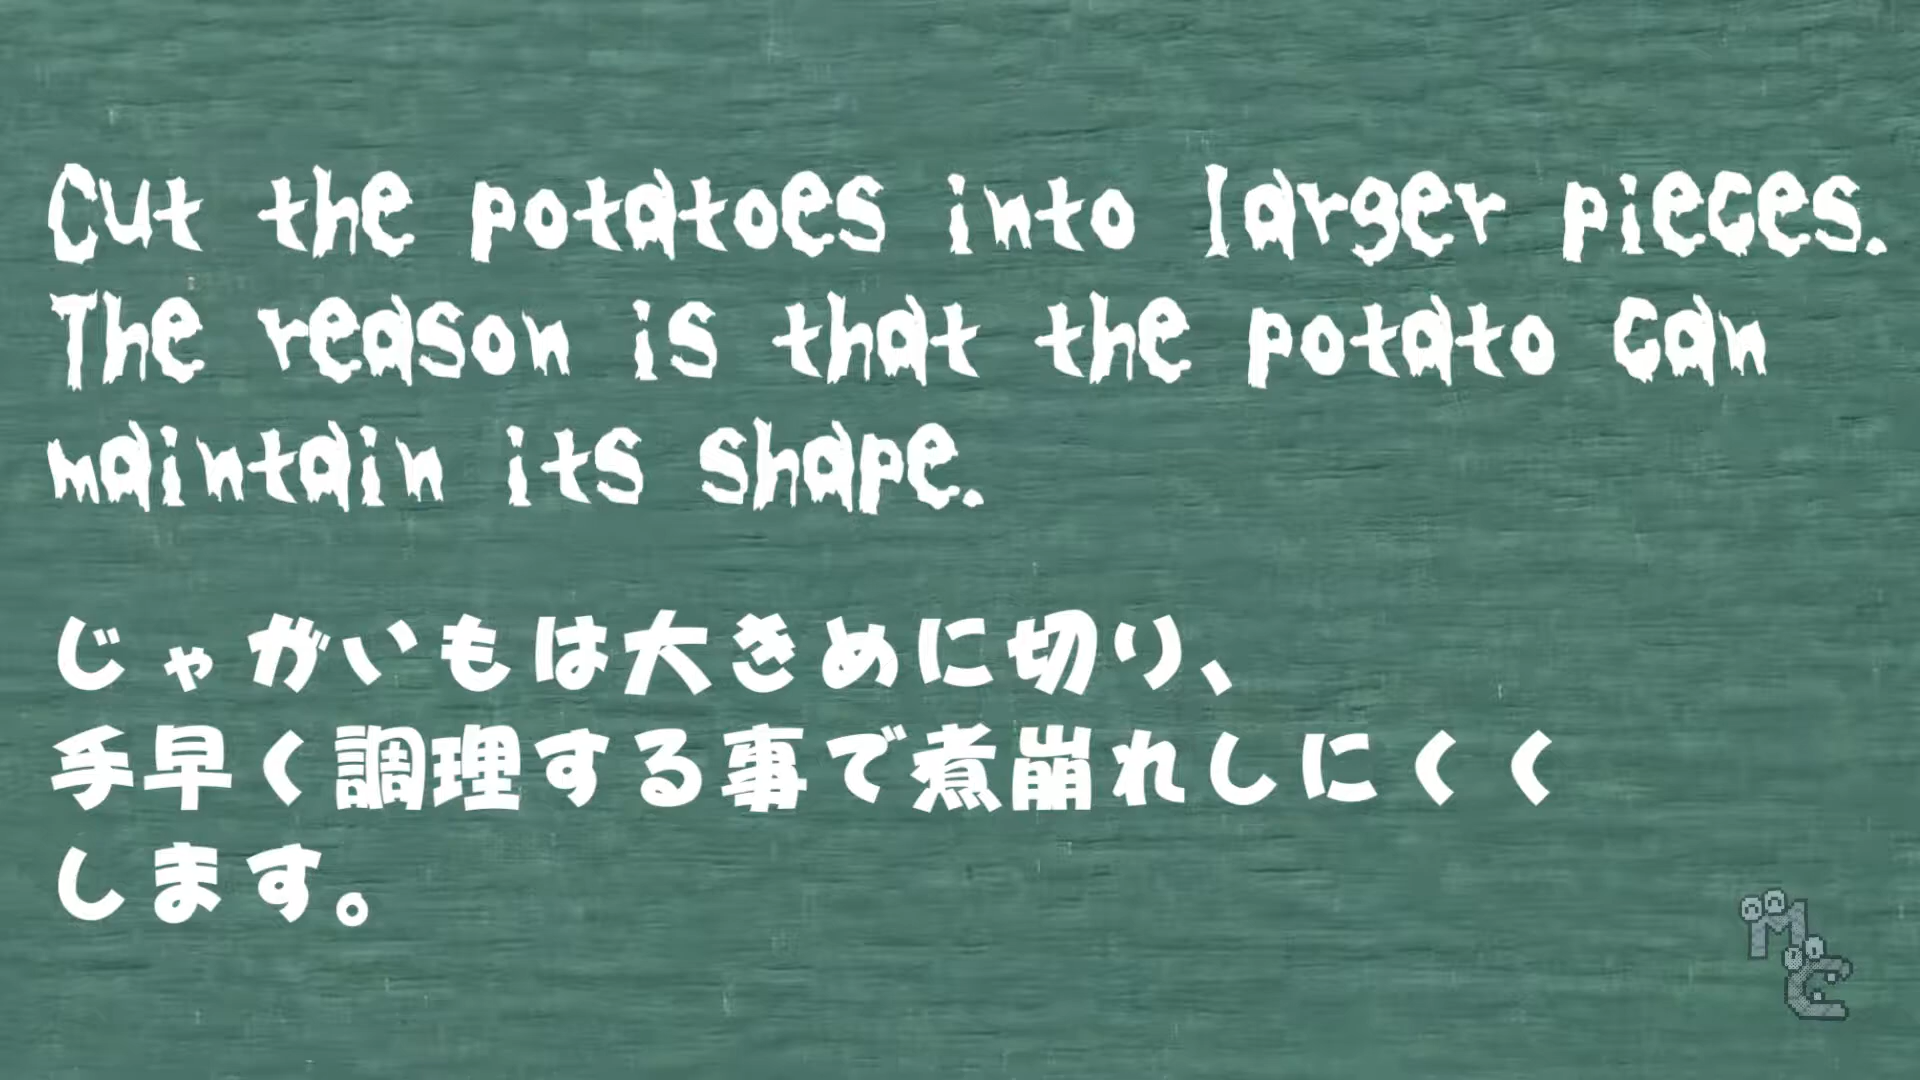 Cut the potatoes into larger pieces.
The reason is that the potato can
maintain its shape.
じゃがいもは大きめに切り、
手早く調理する事で煮崩れしにくく
します。
MC